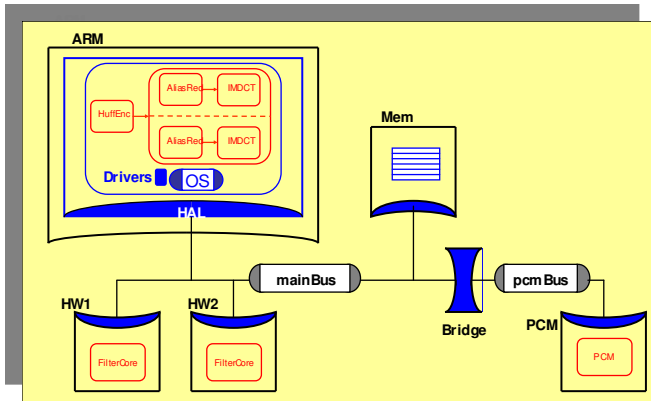 ARM
AliasRed
IMDCT
HuffEnc
AliasRed
IMDCT
Drivers
OS
HAL
Mem
mainBus
pcmBus
Bridge
HW1
HW2
PCM
FilterCore
FilterCore
PCM